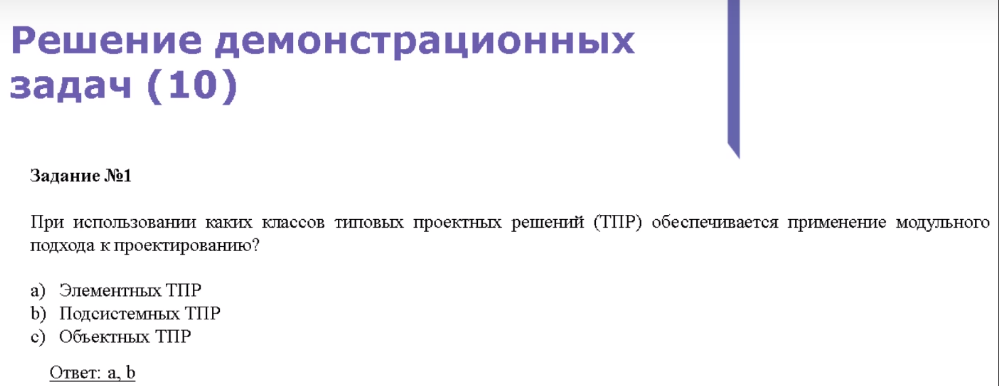 Решение демонстрационных
задач (10)
Задание №1
При использовании каких классов типовых проектных решений (ТПР) обеспечивается применение модульного
подхода к проектированию?
a) Элементных ТПР
b) Подсистемных ТПР
c) Объектных ТПР
Ответ: a, b